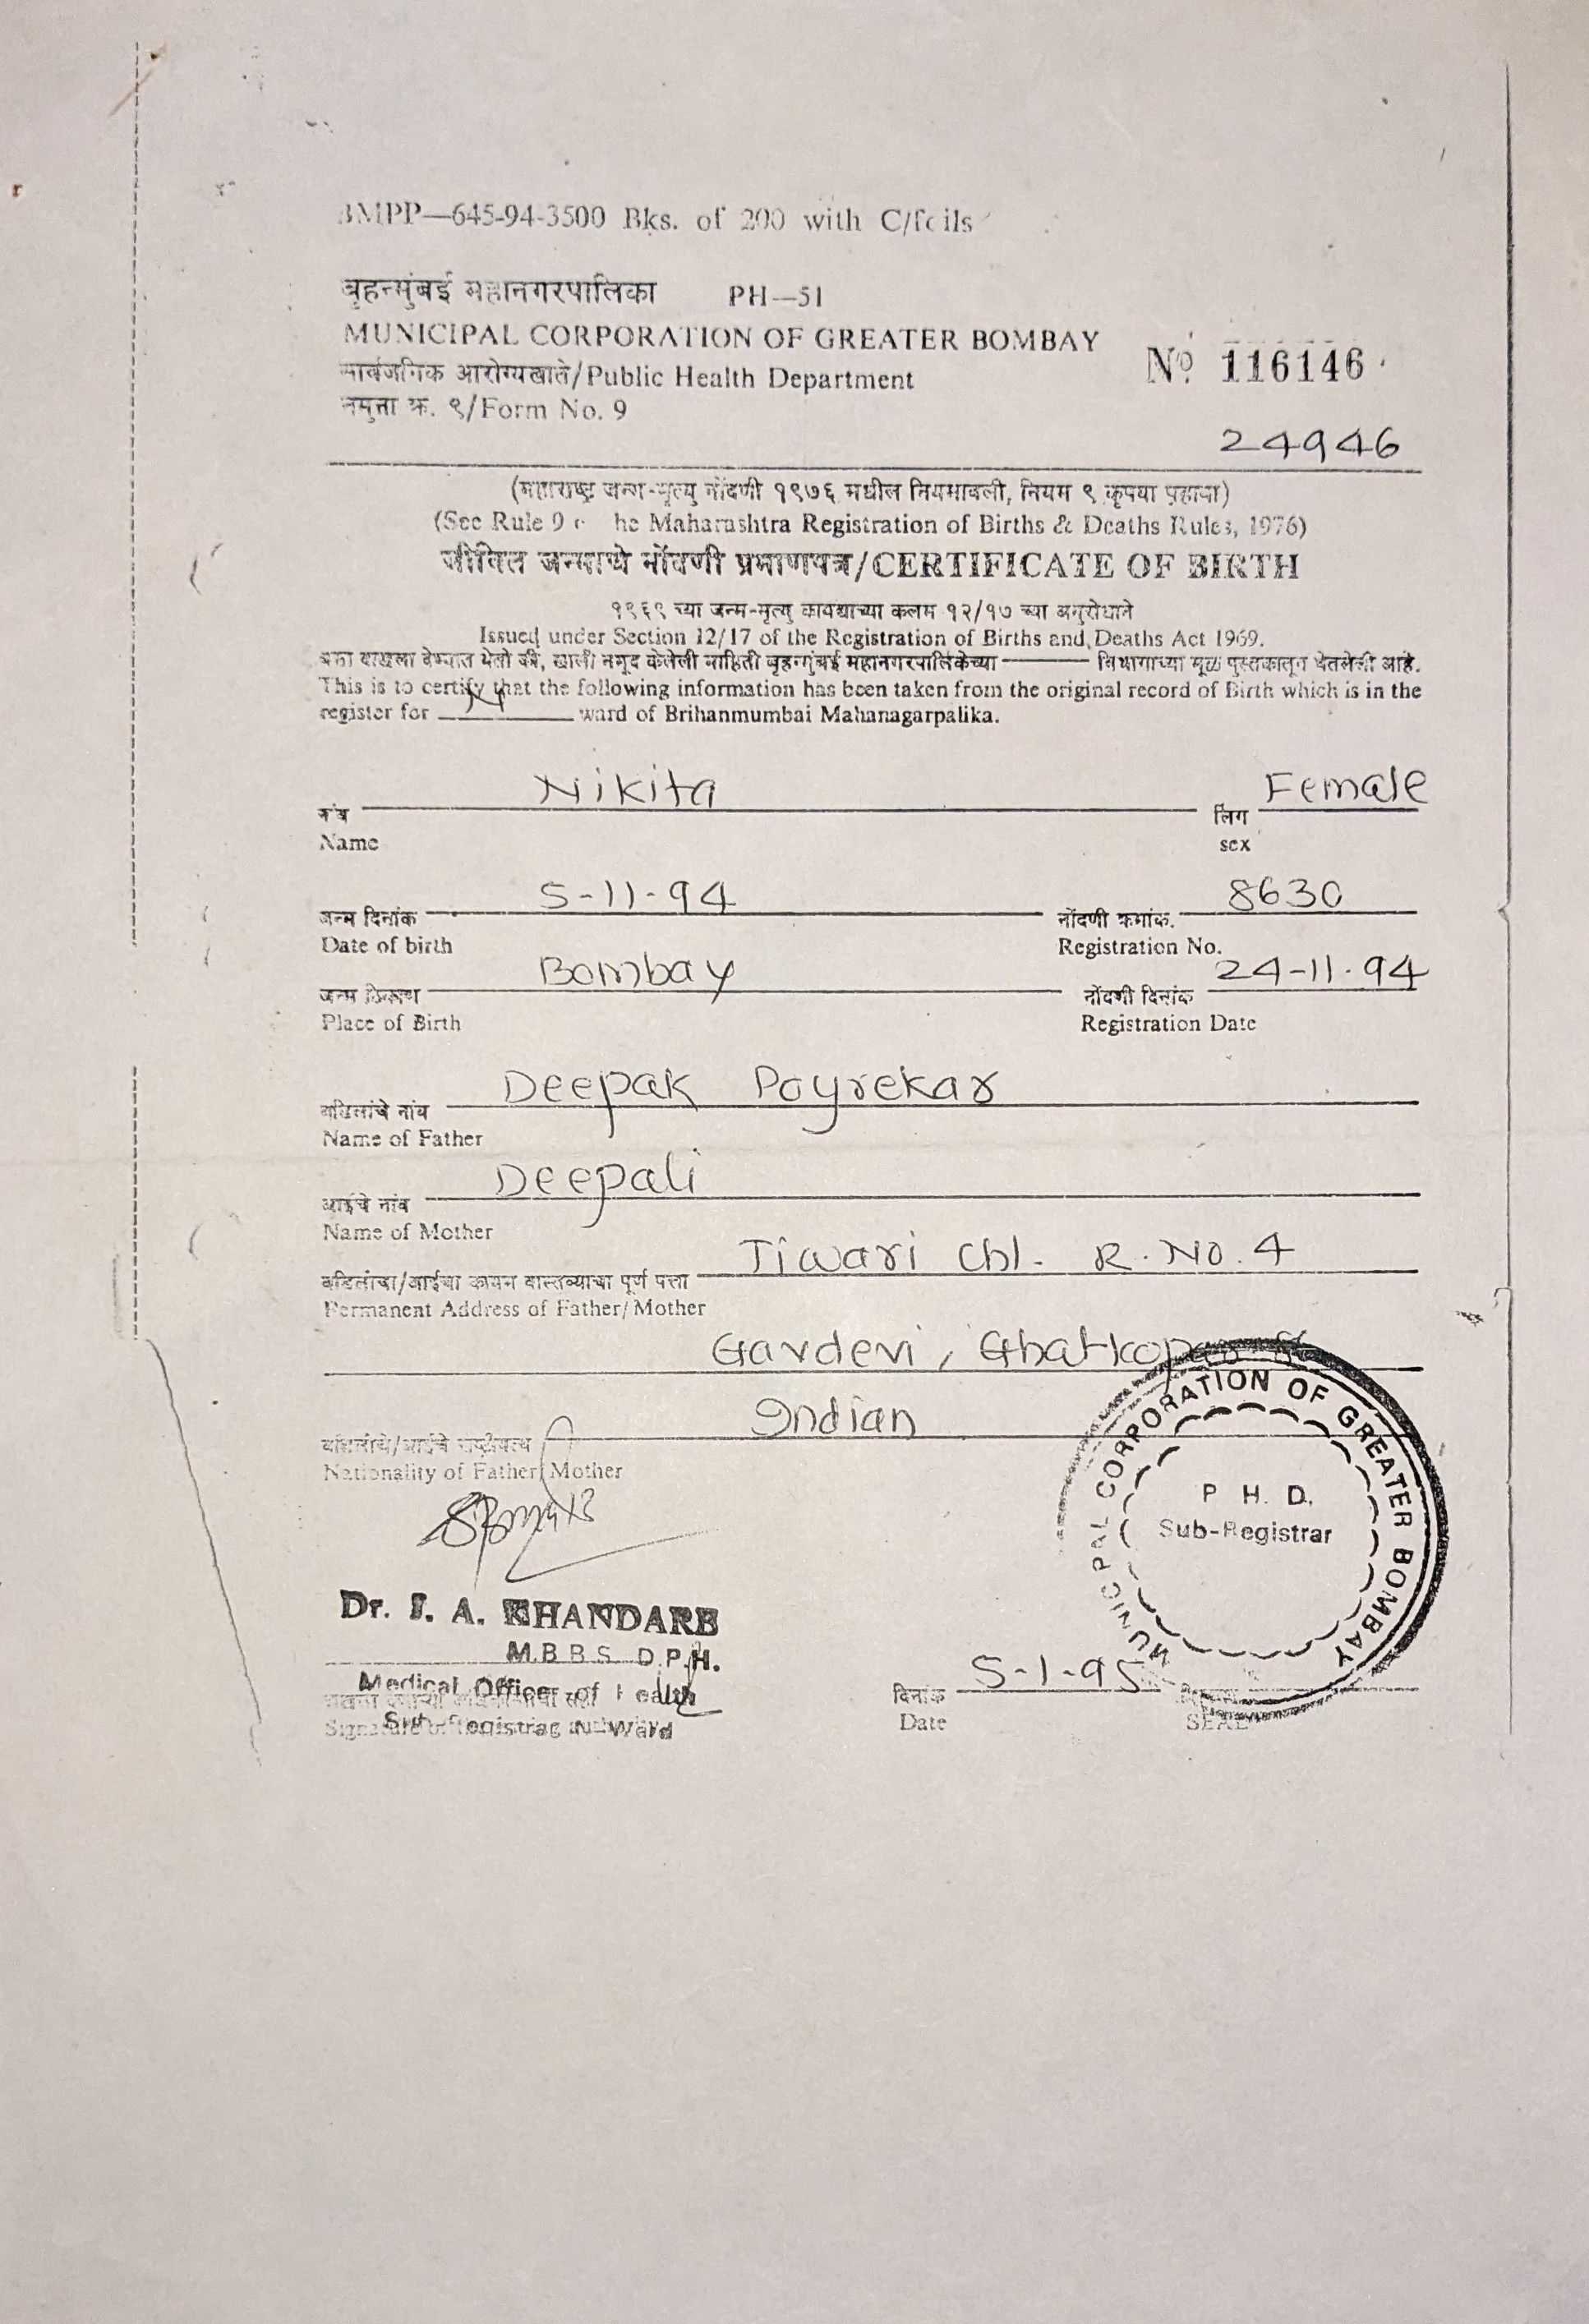 BMPP—645-94-3500 Bks. of 200 with C/fcils
बृहन्मुंबई महानगरपालिका PH—51
MUNICIPAL CORPORATION OF GREATER BOMBAY
सार्वजनिक आरोग्यखाते/Public Health Department
Nº 116146
नमुना क्र. ९/Form No. 9
24946
(महाराष्ट्र जन्म-मृत्यु नोंदणी १९७६ मधील नियमावली, नियम ९ कृपया पहावा)
(See Rule 9 he Maharashtra Registration of Births & Deaths Rules, 1976)
जीवित जन्माचे नोंदणी प्रमाणपत्र/CERTIFICATE OF BIRTH
१९६९ च्या जन्म-मृत्यु कायद्याच्या कलम १२/१७ च्या अनुरोधाने
Issued under Section 12/17 of the Registration of Births and Deaths Act 1969.
असा दाखला देण्यात येतो की, खाली नमूद केलेली माहिती बृहन्मुंबई महानगरपालिकेच्या विभागाच्या मूळ पुस्तकातून घेतलेली आहे.
This is to certify that the following information has been taken from the original record of Birth which is in the
register for N ward of Brihanmumbai Mahanagarpalika.
नांव Nikita लिंग Female
Name sex
जन्म दिनांक 5-11-94 नोंदणी क्रमांक. 8630
Date of birth Registration No.
जन्म ठिकाण Bombay नोंदणी दिनांक 24-11-94
Place of Birth Registration Date
वडिलांचे नांव Deepak Poyrekar
Name of Father
आईचे नांव Deepali
Name of Mother
वडिलांचा/आईचा कायम वास्तव्याचा पूर्ण पत्ता Tiwari Chl. R. No. 4
Permanent Address of Father/Mother
Gavdevi, Ghatkopar
वडिलांचे/आईचे राष्ट्रीयत्व Indian
Nationality of Father/Mother
MUNICIPAL CORPORATION OF GREATER BOMBAY
P. H. D.
Sub-Registrar
Dr. S. A. KHANDARE
M.B.B.S. D.P.H.
Medical Officer of Health
Sub Registrar N Ward
दिनांक 5-1-95
Date SEAL